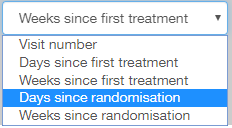 Weeks since first treatment
Visit number
Days since first treatment
Weeks since first treatment
Days since randomisation
Weeks since randomisation